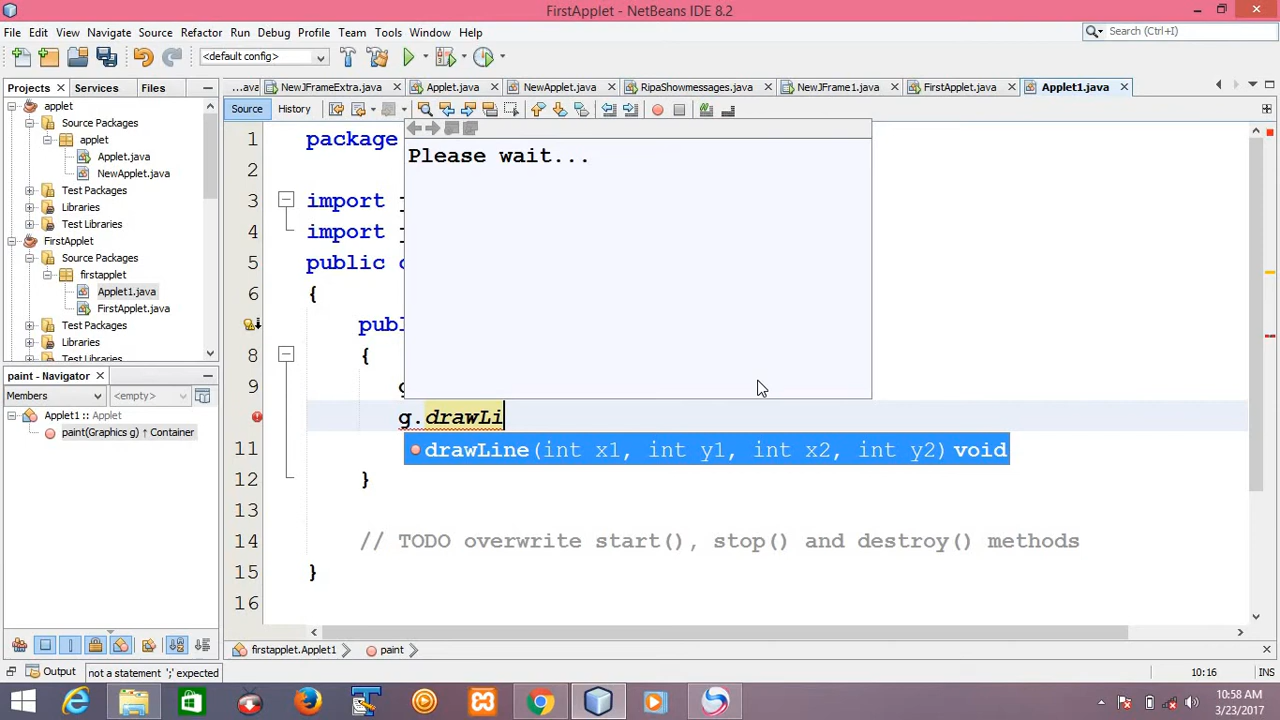 FirstApplet - NetBeans IDE 8.2
File Edit View Navigate Source Refactor Run Debug Profile Team Tools Window Help
Search (Ctrl+I)
<default config>
Projects Services Files
...ava NewJFrameExtra.java Applet.java NewApplet.java RipaShowmessages.java NewJFrame1.java FirstApplet.java Applet1.java
Source History
applet
Source Packages
applet
Applet.java
NewApplet.java
Test Packages
Libraries
Test Libraries
FirstApplet
Source Packages
firstapplet
Applet1.java
FirstApplet.java
Test Packages
Libraries
Test Libraries
paint - Navigator
Members <empty>
Applet1 :: Applet
paint(Graphics g) ↑ Container
1 package
2
3 import
4 import
5 public
6 {
publ
8 {
9
g.drawLi
11
12 }
13
14 // TODO overwrite start(), stop() and destroy() methods
15 }
16
Please wait...
drawLine(int x1, int y1, int x2, int y2) void
firstapplet.Applet1 paint
Output not a statement ';' expected 10:16 INS
10:58 AM
3/23/2017